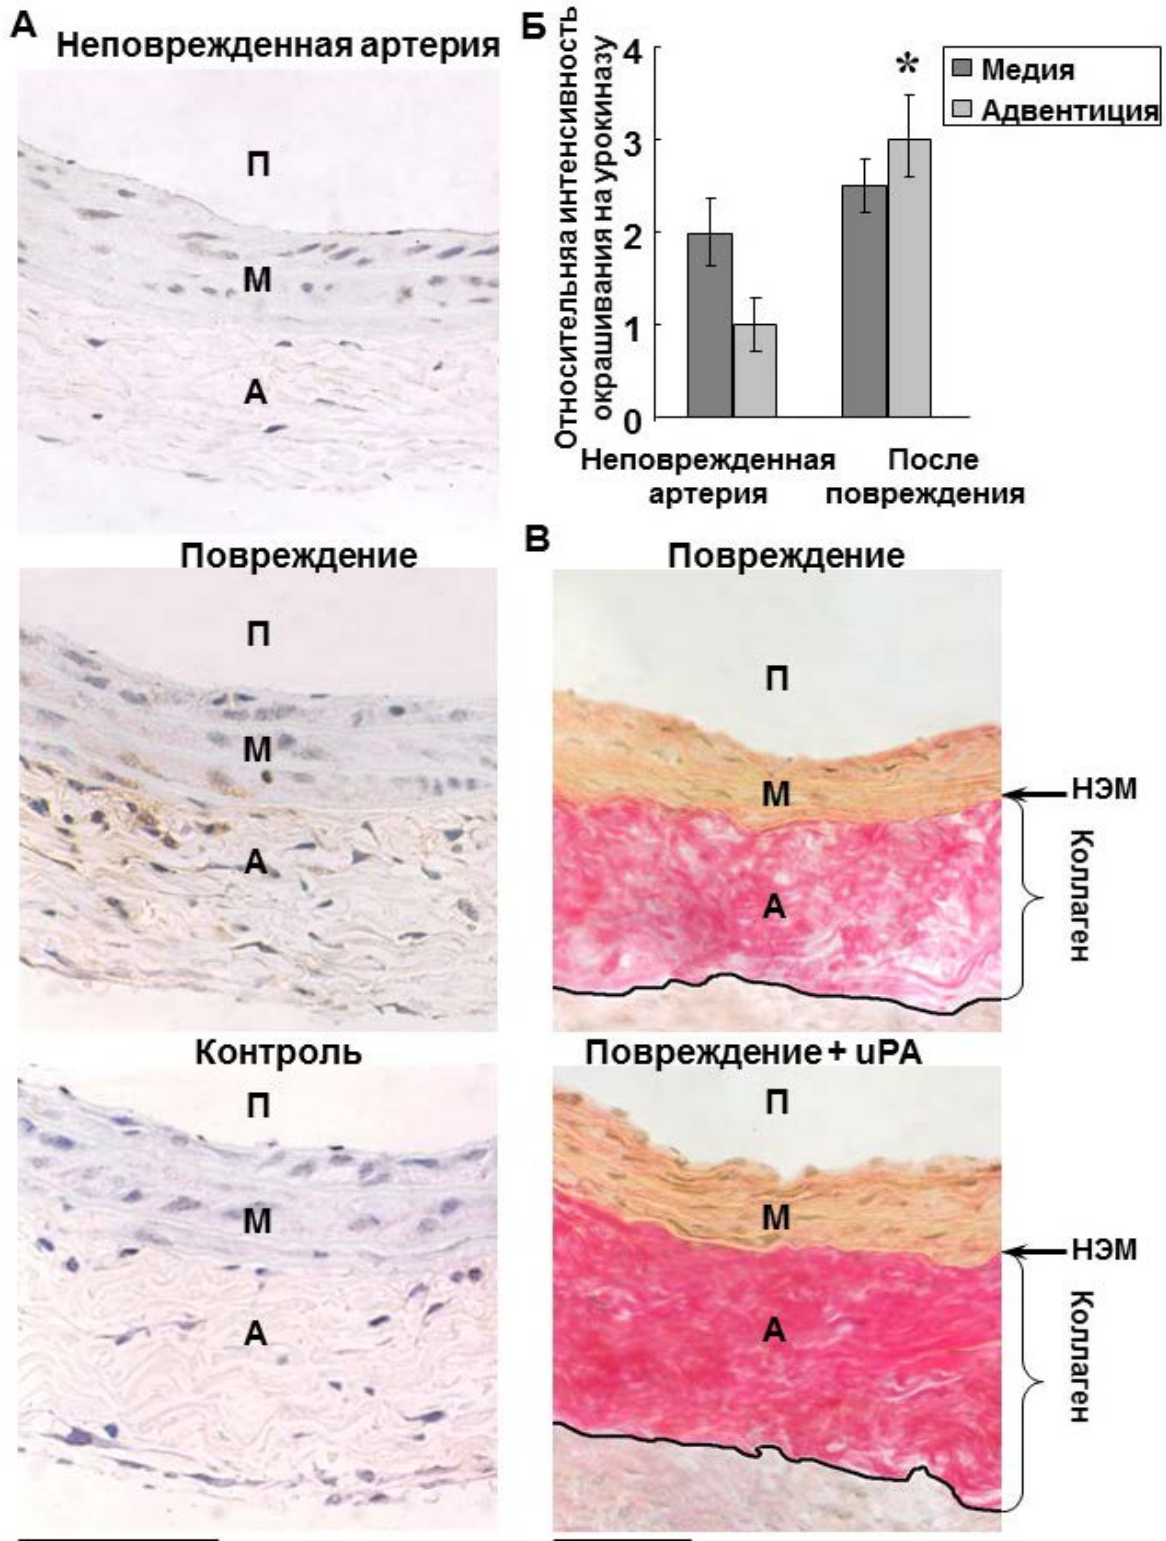 А
Неповрежденная артерия
П
М
А
Повреждение
П
М
А
Контроль
П
М
А
Б
Относительняа интенсивность
окрашивания на урокиназу
4
3
2
1
0
*
Медия
Адвентиция
Неповрежденная
артерия
После
повреждения
В
Повреждение
П
М
А
НЭМ
Коллаген
Повреждение + uPA
П
М
А
НЭМ
Коллаген